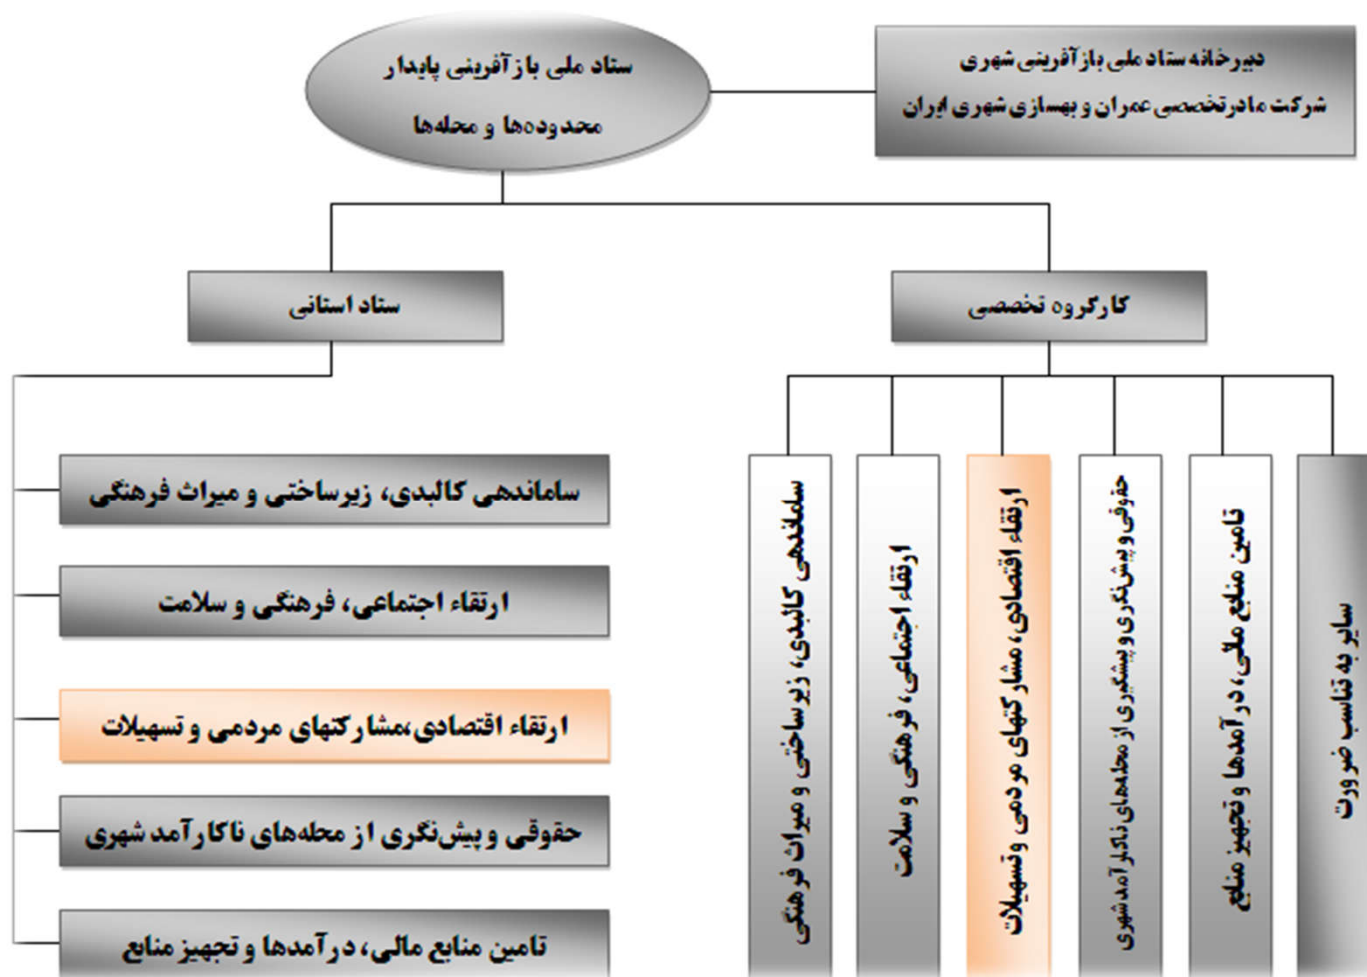 دبیرخانه ستاد ملی بازآفرینی شهری
شرکت مادرتخصصی عمران و بهسازی شهری ایران
ستاد ملی بازآفرینی پایدار
محدوده‌ها و محله‌ها
کارگروه تخصصی
ستاد استانی
سایر به تناسب ضرورت
تامین منابع مالی، درآمدها و تجهیز منابع
حقوقی و پیش‌نگری و پیشگیری از محله‌های ناکارآمد شهری
ارتقاء اقتصادی، مشارکتهای مردمی و تسهیلات
ارتقاء اجتماعی، فرهنگی و سلامت
ساماندهی کالبدی، زیرساختی و میراث فرهنگی
ساماندهی کالبدی، زیرساختی و میراث فرهنگی
ارتقاء اجتماعی، فرهنگی و سلامت
ارتقاء اقتصادی،مشارکتهای مردمی و تسهیلات
حقوقی و پیش‌نگری از محله‌های ناکارآمد شهری
تامین منابع مالی، درآمدها و تجهیز منابع